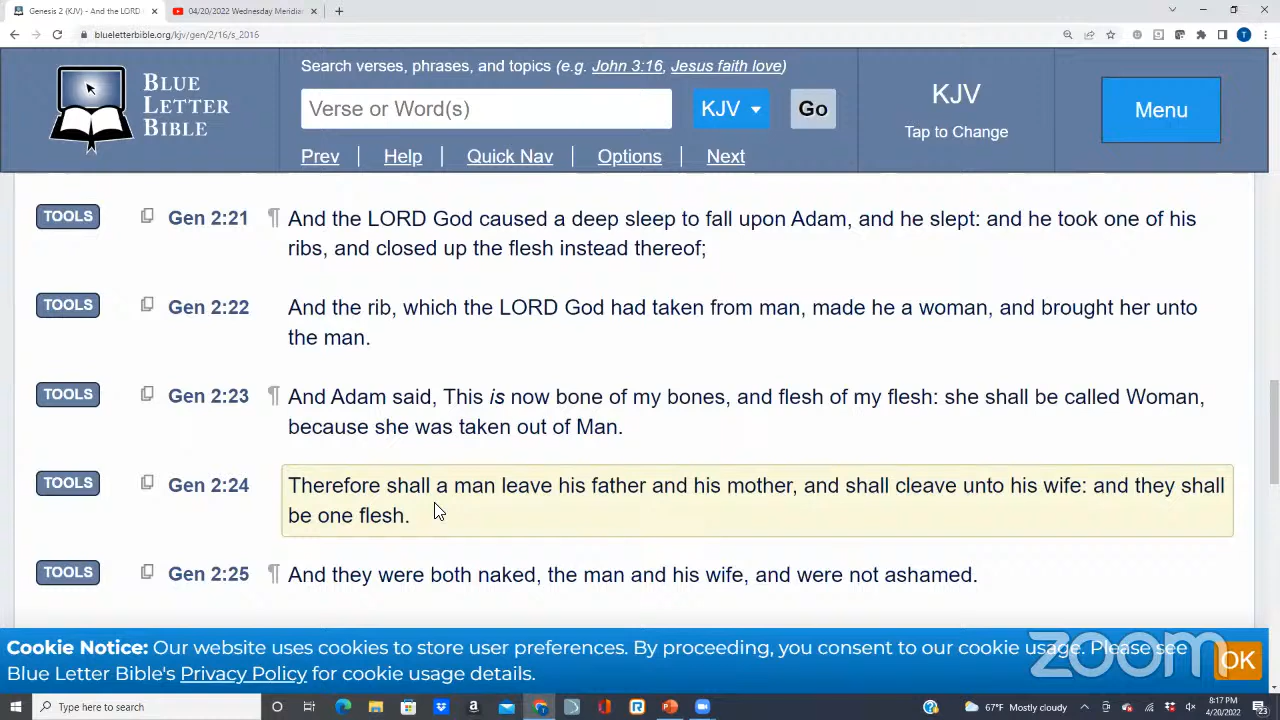 Genesis 2 (KJV) - And the LORD
04/20/2022 Wednesday Meridia
blueletterbible.org/kjv/gen/2/16/s_2016
BLUE
LETTER
BIBLE
Search verses, phrases, and topics (e.g. John 3:16, Jesus faith love)
Verse or Word(s)
KJV
Go
Prev | Help | Quick Nav | Options | Next
KJV
Tap to Change
Menu
TOOLS Gen 2:21 ¶ And the LORD God caused a deep sleep to fall upon Adam, and he slept: and he took one of his
ribs, and closed up the flesh instead thereof;
TOOLS Gen 2:22 And the rib, which the LORD God had taken from man, made he a woman, and brought her unto
the man.
TOOLS Gen 2:23 ¶ And Adam said, This is now bone of my bones, and flesh of my flesh: she shall be called Woman,
because she was taken out of Man.
TOOLS Gen 2:24 Therefore shall a man leave his father and his mother, and shall cleave unto his wife: and they shall
be one flesh.
TOOLS Gen 2:25 ¶ And they were both naked, the man and his wife, and were not ashamed.
Cookie Notice: Our website uses cookies to store user preferences. By proceeding, you consent to our cookie usage. Please see
Blue Letter Bible's Privacy Policy for cookie usage details.
OK
zoom
Type here to search
67°F Mostly cloudy
8:17 PM
4/20/2022